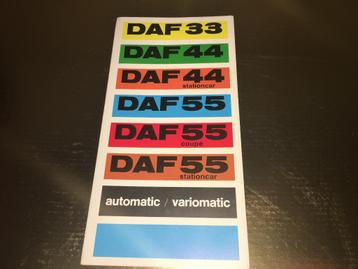 DAF 33
DAF 44
DAF 44
stationcar
DAF 55
DAF 55
coupé
DAF 55
stationcar
automatic / variomatic